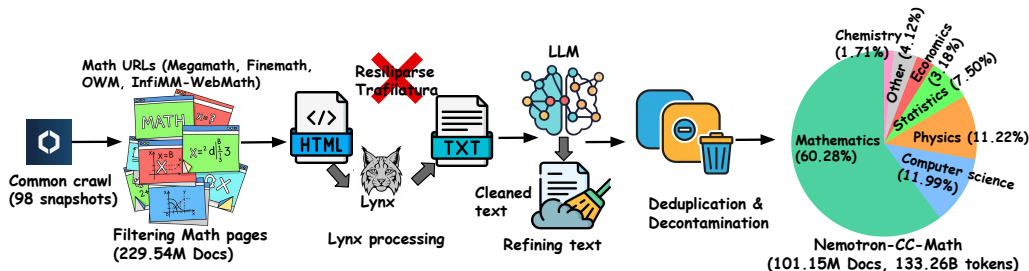 Common crawl
(98 snapshots)
Math URLs (Megamath, Finemath,
OWM, InfiMM-WebMath)
MATH
Filtering Math pages
(229.54M Docs)
</>
HTML
Resiliparse
Trafilatura
Lynx
TXT
Lynx processing
LLM
Cleaned
text
Refining text
Deduplication &
Decontamination
Chemistry
(1.71%)
Other (4.12%)
Economics
(3.18%)
Statistics
(7.50%)
Physics (11.22%)
Computer science
(11.99%)
Mathematics
(60.28%)
Nemotron-CC-Math
(101.15M Docs, 133.26B tokens)